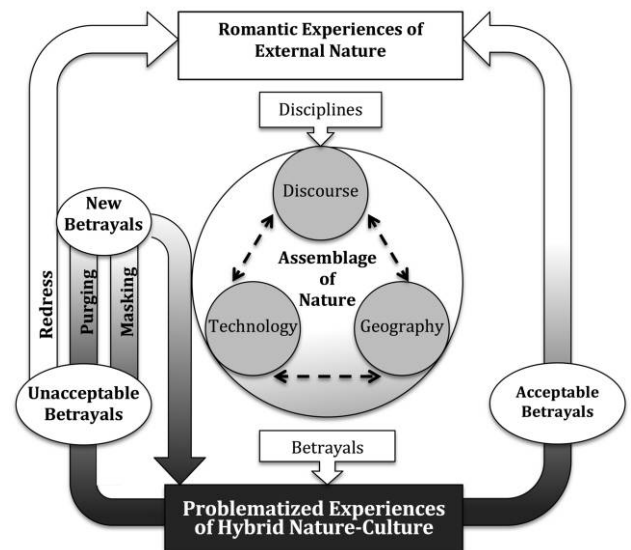 Romantic Experiences of
External Nature
Disciplines
Discourse
New
Betrayals
Assemblage
of
Nature
Redress
Purging
Masking
Technology
Geography
Unacceptable
Betrayals
Acceptable
Betrayals
Betrayals
Problematized Experiences
of Hybrid Nature-Culture